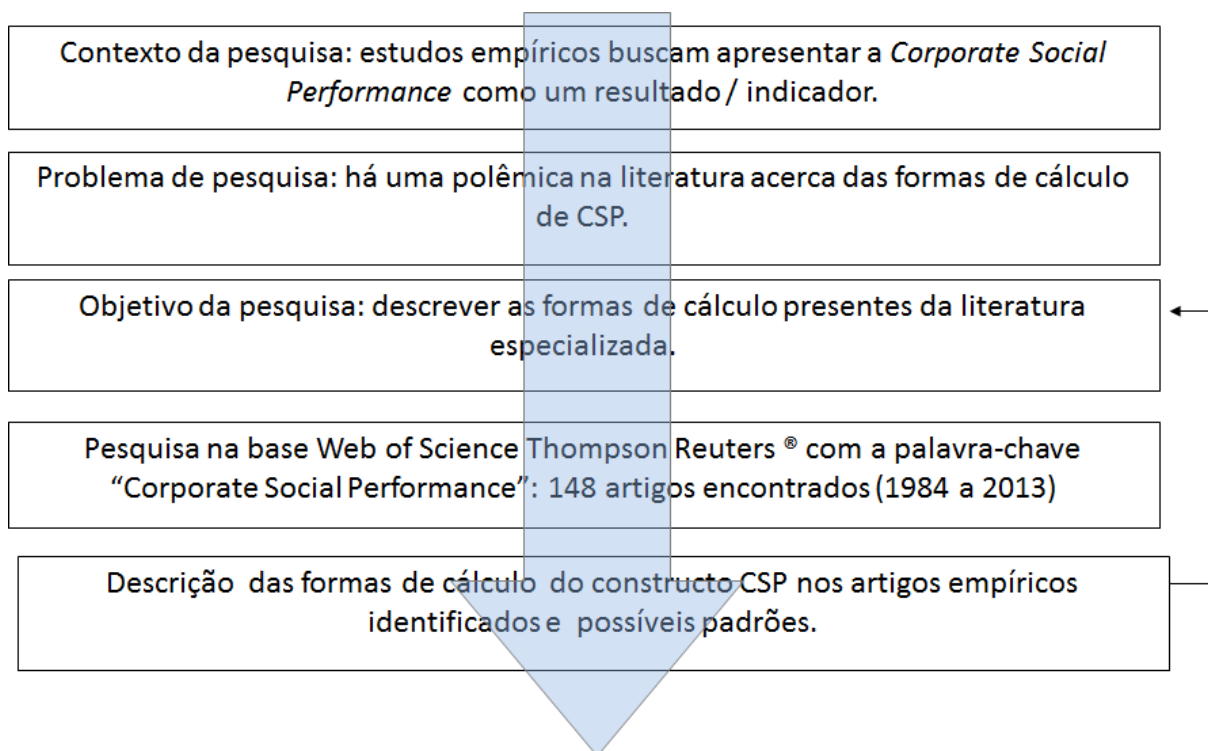 Contexto da pesquisa: estudos empíricos buscam apresentar a Corporate Social
Performance como um resultado / indicador.
Problema de pesquisa: há uma polêmica na literatura acerca das formas de cálculo
de CSP.
Objetivo da pesquisa: descrever as formas de cálculo presentes da literatura
especializada.
Pesquisa na base Web of Science Thompson Reuters ® com a palavra-chave
“Corporate Social Performance”: 148 artigos encontrados (1984 a 2013)
Descrição das formas de cálculo do constructo CSP nos artigos empíricos
identificados e possíveis padrões.